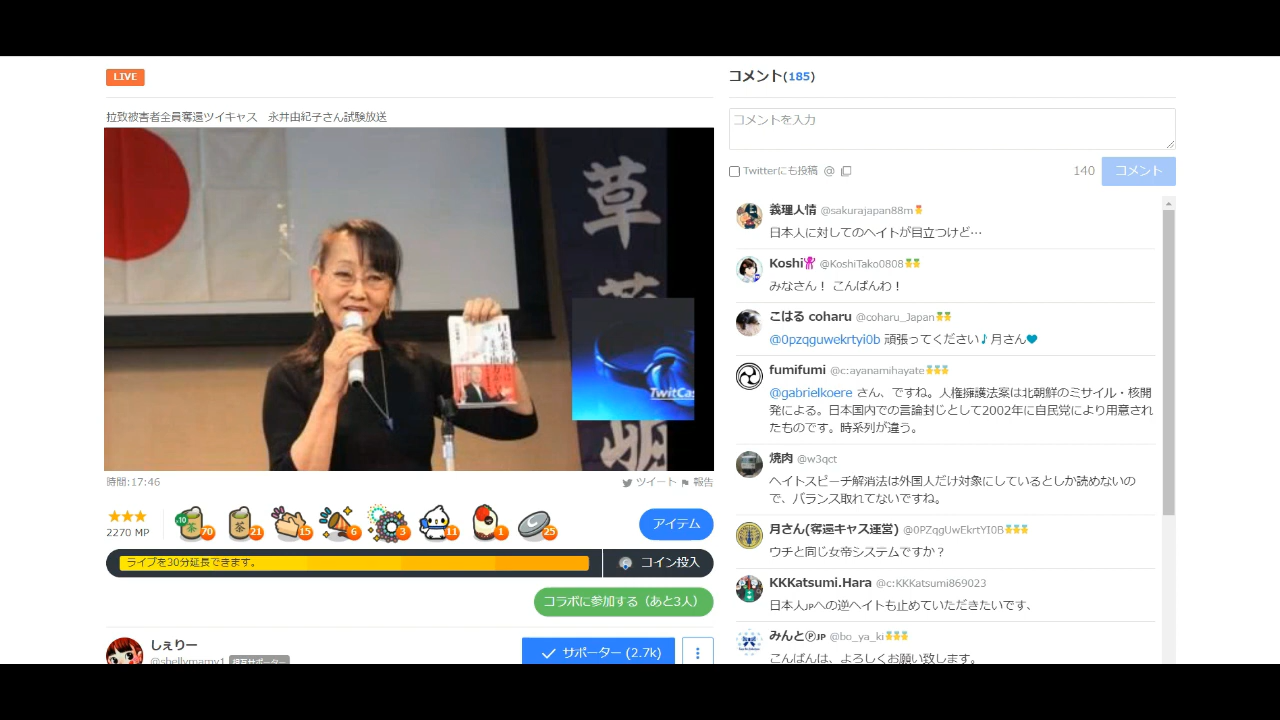 LIVE
拉致被害者全員奪還ツイキャス　永井由紀子さん試験放送
草
莽
TwitCas
時間:17:46
ツイート
報告
2270 MP
x10
70
21
15
6
3
11
1
25
アイテム
ライブを30分延長できます。
コイン投入
コラボに参加する（あと3人）
しぇりー
@shellymamy1 相互サポーター
サポーター (2.7k)
コメント(185)
コメントを入力
Twitterにも投稿 @
140
コメント
義理人情 @sakurajapan88m
日本人に対してのヘイトが目立つけど…
Koshi @KoshiTako0808
みなさん！ こんばんわ！
こはる coharu @coharu_Japan
@0pzqguwekrtyi0b 頑張ってください♪月さん
fumifumi @c:ayanamihayate
@gabrielkoere さん、ですね。人権擁護法案は北朝鮮のミサイル・核開
発による。日本国内での言論封じとして2002年に自民党により用意され
たものです。時系列が違う。
焼肉 @w3qct
ヘイトスピーチ解消法は外国人だけ対象にしているとしか読めないの
で、バランス取れてないですね。
月さん(奪還キャス運営) @0PZqgUwEkrtYI0B
ウチと同じ女帝システムですか？
KKKatsumi.Hara @c:KKKatsumi869023
日本人JPへの逆ヘイトも止めていただきたいです、
みんとⓅJP @bo_ya_ki
こんばんは、よろしくお願い致します。